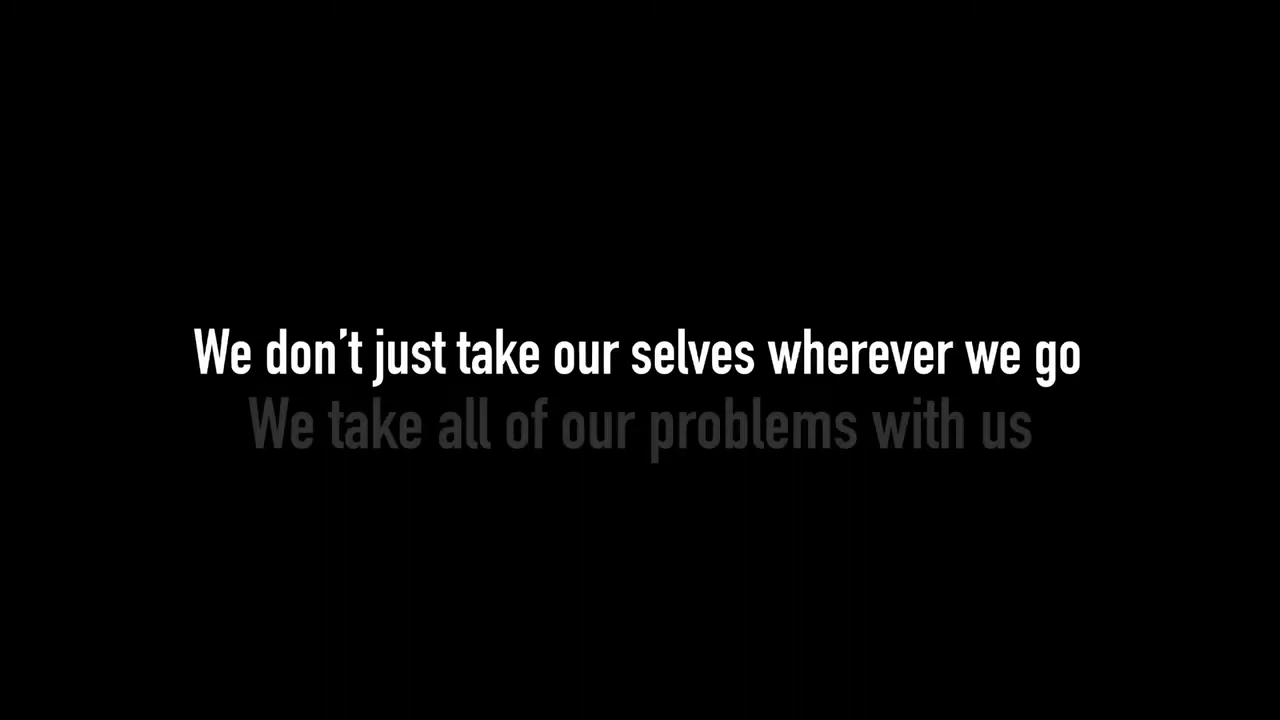 We don’t just take our selves wherever we go
We take all of our problems with us